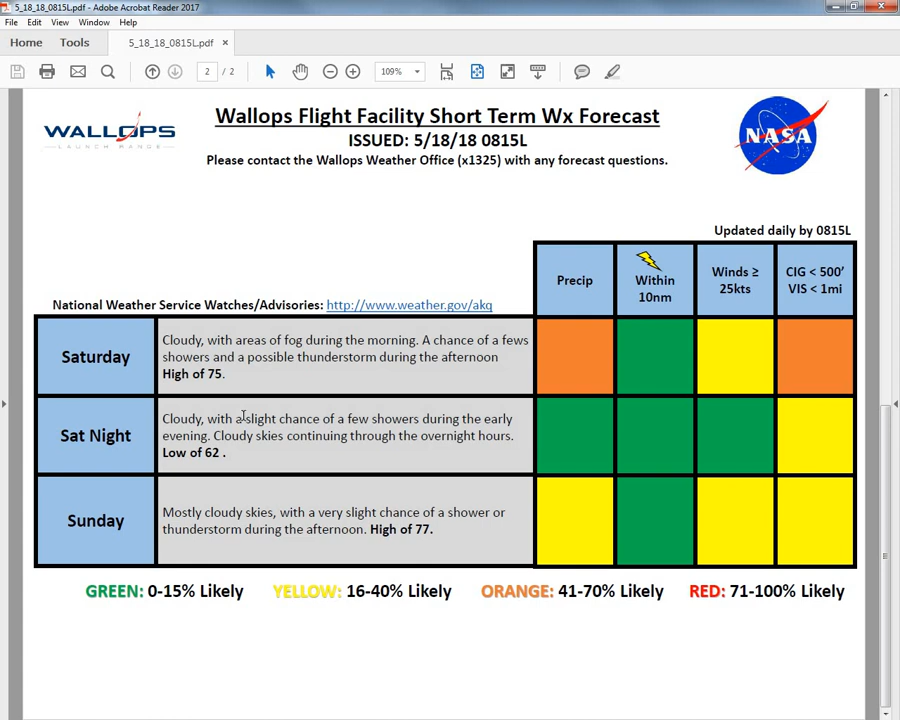 5_18_18_0815L.pdf - Adobe Acrobat Reader 2017
File Edit View Window Help
Home Tools 5_18_18_0815L.pdf ×
2 / 2 109%
WALLOPS
LAUNCH RANGE
Wallops Flight Facility Short Term Wx Forecast
ISSUED: 5/18/18 0815L
Please contact the Wallops Weather Office (x1325) with any forecast questions.
NASA
Updated daily by 0815L
National Weather Service Watches/Advisories: http://www.weather.gov/akq
Precip
Within
10nm
Winds ≥
25kts
CIG < 500’
VIS < 1mi
Saturday
Cloudy, with areas of fog during the morning. A chance of a fews
showers and a possible thunderstorm during the afternoon
High of 75.
Sat Night
Cloudy, with a slight chance of a few showers during the early
evening. Cloudy skies continuing through the overnight hours.
Low of 62 .
Sunday
Mostly cloudy skies, with a very slight chance of a shower or
thunderstorm during the afternoon. High of 77.
GREEN: 0-15% Likely YELLOW: 16-40% Likely ORANGE: 41-70% Likely RED: 71-100% Likely